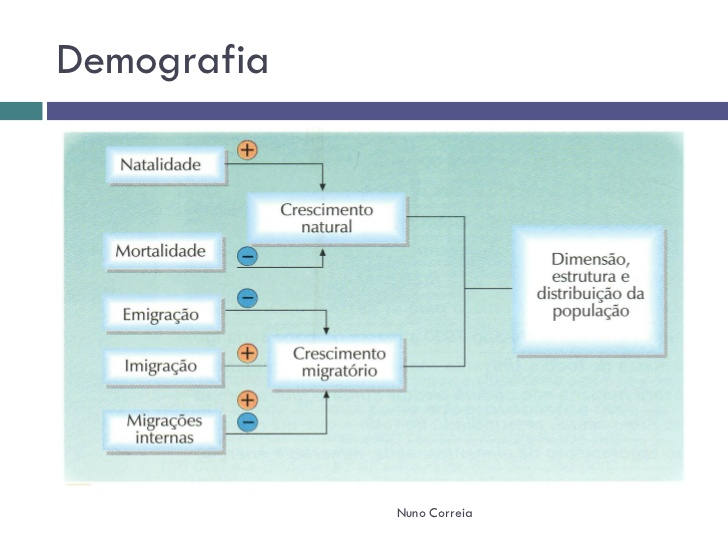 Demografia
Natalidade
+
Crescimento
natural
Mortalidade
−
−
Emigração
Dimensão,
estrutura e
distribuição da
população
Imigração
+
Crescimento
migratório
+
−
Migrações
internas
Nuno Correia